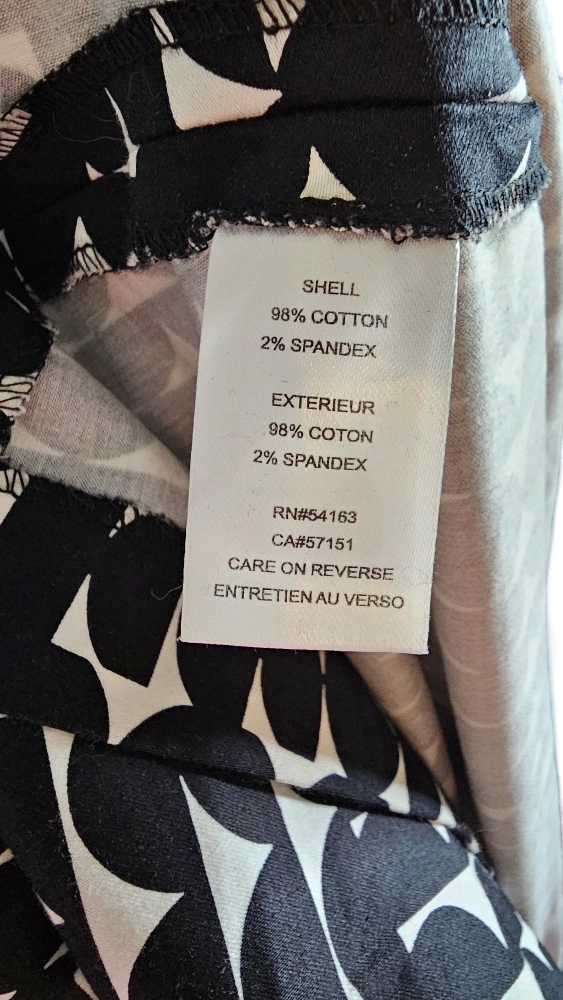 SHELL
98% COTTON
2% SPANDEX
EXTERIEUR
98% COTON
2% SPANDEX
RN#54163
CA#57151
CARE ON REVERSE
ENTRETIEN AU VERSO